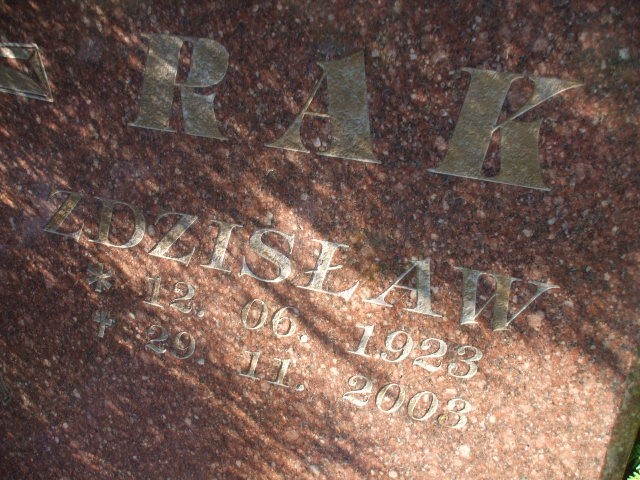 RAK
ZDZISŁAW
* 12. 06. 1923
✝ 29. 11. 2003